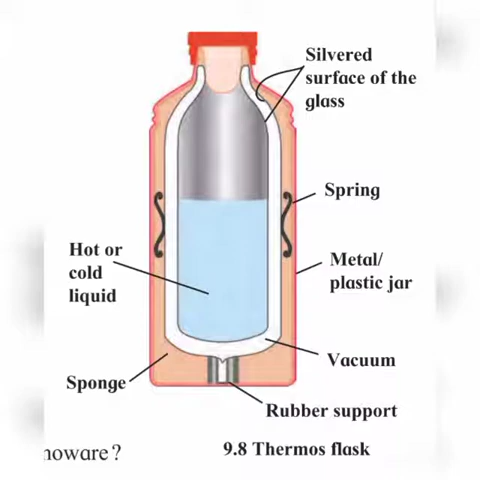 Silvered
surface of the
glass
Spring
Hot or
cold
liquid
Metal/
plastic jar
Vacuum
Sponge
Rubber support
9.8 Thermos flask